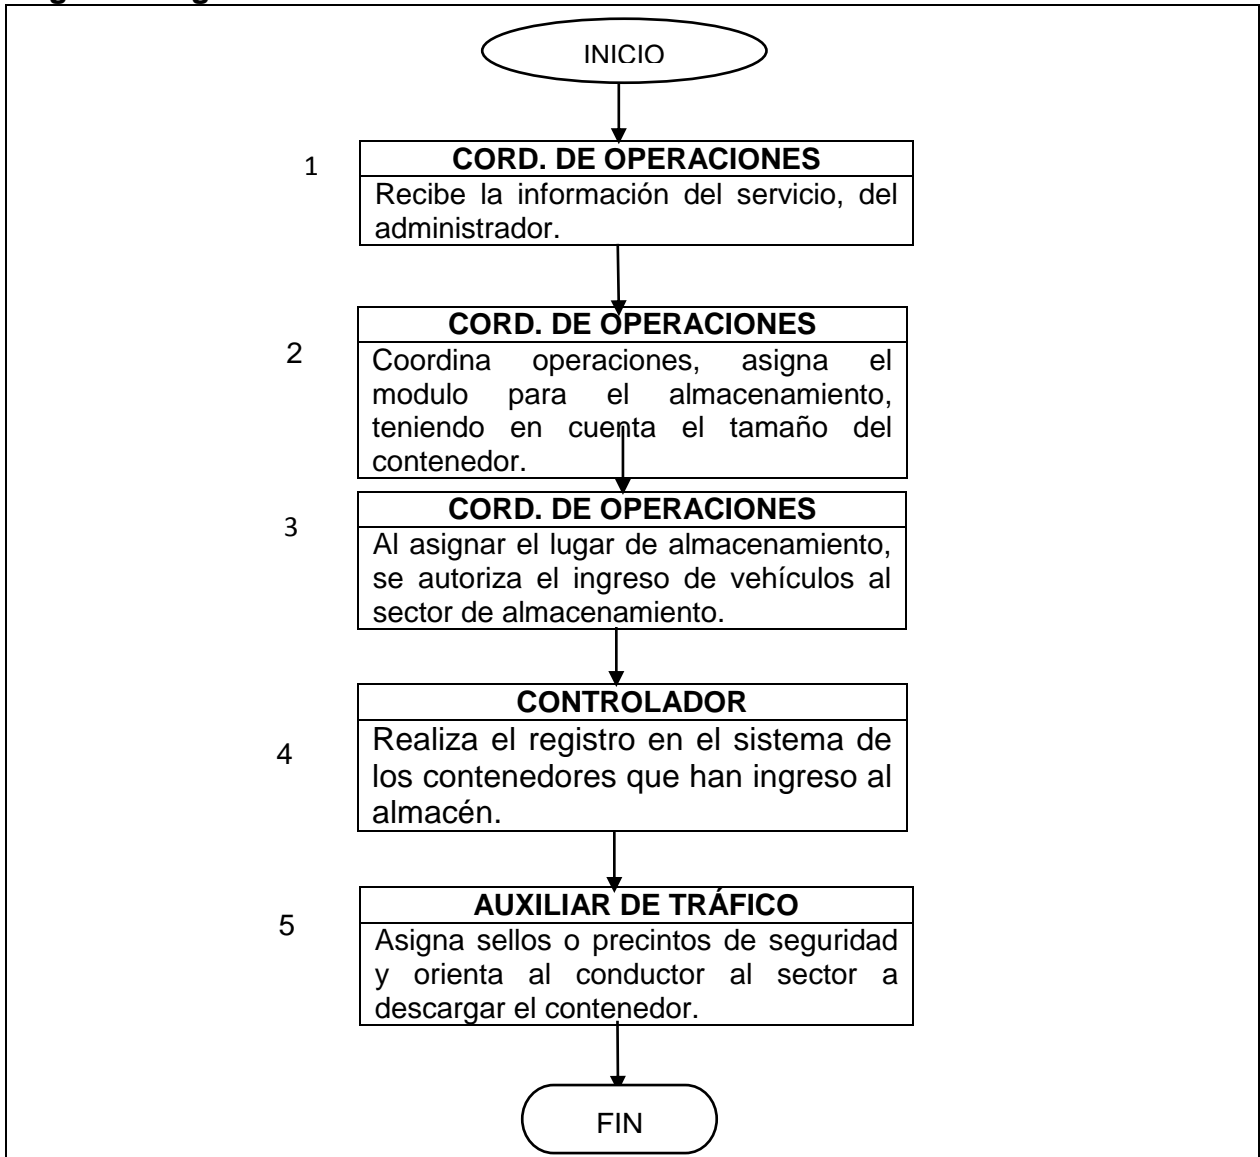 INICIO
1
CORD. DE OPERACIONES
Recibe la información del servicio, del
administrador.
2
CORD. DE OPERACIONES
Coordina operaciones, asigna el
modulo para el almacenamiento,
teniendo en cuenta el tamaño del
contenedor.
3
CORD. DE OPERACIONES
Al asignar el lugar de almacenamiento,
se autoriza el ingreso de vehículos al
sector de almacenamiento.
4
CONTROLADOR
Realiza el registro en el sistema de
los contenedores que han ingreso al
almacén.
5
AUXILIAR DE TRÁFICO
Asigna sellos o precintos de seguridad
y orienta al conductor al sector a
descargar el contenedor.
FIN